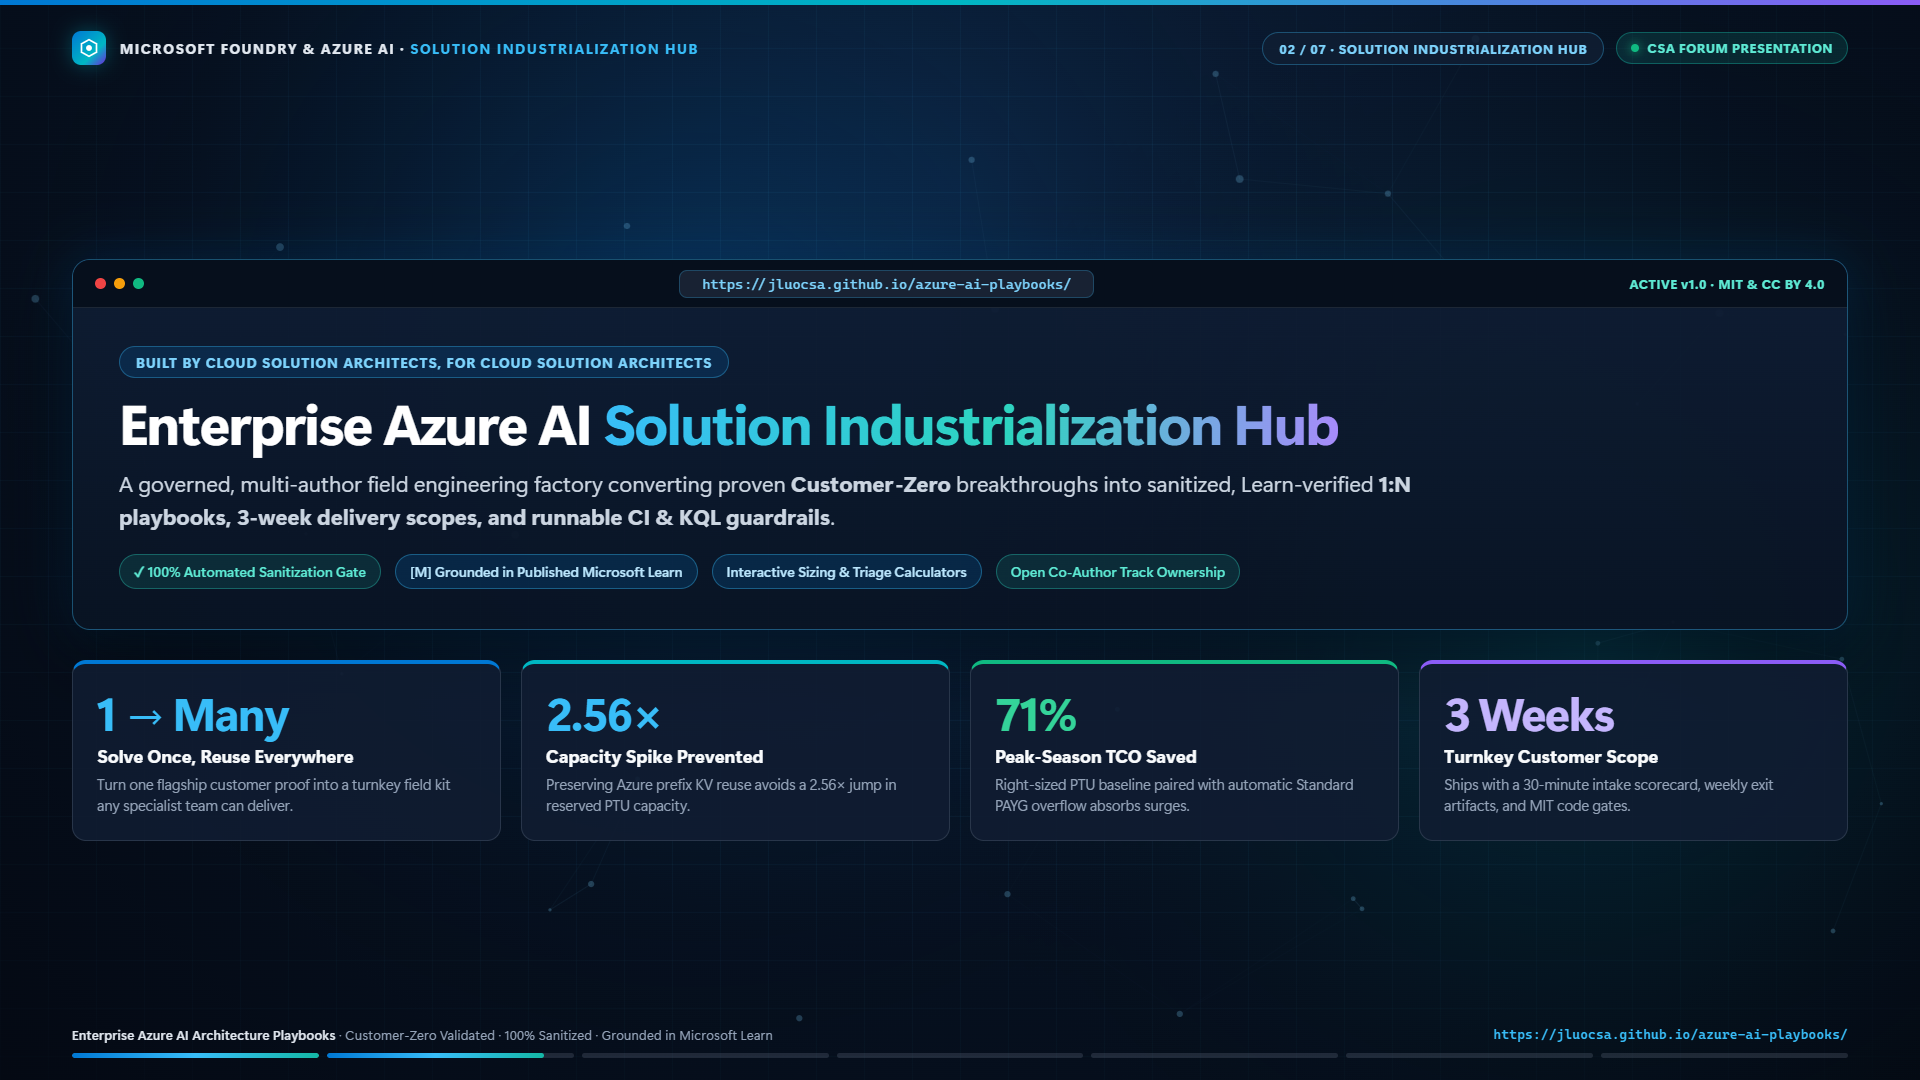 MICROSOFT FOUNDRY & AZURE AI · SOLUTION INDUSTRIALIZATION HUB
02 / 07 · SOLUTION INDUSTRIALIZATION HUB
CSA FORUM PRESENTATION
https://jluocsa.github.io/azure-ai-playbooks/
ACTIVE v1.0 · MIT & CC BY 4.0
BUILT BY CLOUD SOLUTION ARCHITECTS, FOR CLOUD SOLUTION ARCHITECTS
Enterprise Azure AI Solution Industrialization Hub
A governed, multi-author field engineering factory converting proven Customer-Zero breakthroughs into sanitized, Learn-verified 1:N
playbooks, 3-week delivery scopes, and runnable CI & KQL guardrails.
✓ 100% Automated Sanitization Gate
[M] Grounded in Published Microsoft Learn
Interactive Sizing & Triage Calculators
Open Co-Author Track Ownership
1 → Many
Solve Once, Reuse Everywhere
Turn one flagship customer proof into a turnkey field kit
any specialist team can deliver.
2.56×
Capacity Spike Prevented
Preserving Azure prefix KV reuse avoids a 2.56× jump in
reserved PTU capacity.
71%
Peak-Season TCO Saved
Right-sized PTU baseline paired with automatic Standard
PAYG overflow absorbs surges.
3 Weeks
Turnkey Customer Scope
Ships with a 30-minute intake scorecard, weekly exit
artifacts, and MIT code gates.
Enterprise Azure AI Architecture Playbooks · Customer-Zero Validated · 100% Sanitized · Grounded in Microsoft Learn
https://jluocsa.github.io/azure-ai-playbooks/